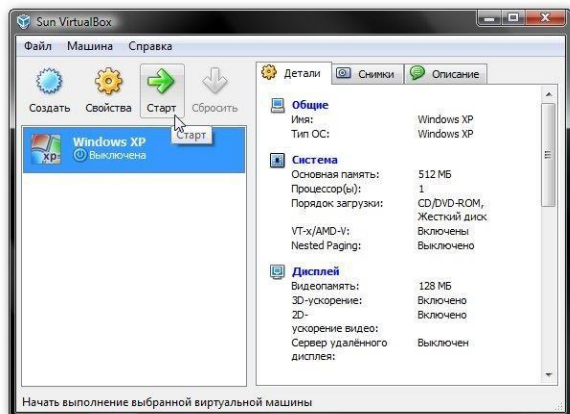 Sun VirtualBox
Файл Машина Справка
Создать Свойства Старт Сбросить
Старт
Windows XP
Выключена
xp
Детали Снимки Описание
Общие
Имя: Windows XP
Тип ОС: Windows XP
Система
Основная память: 512 МБ
Процессор(ы): 1
Порядок загрузки: CD/DVD-ROM,
Жесткий диск
VT-x/AMD-V: Включены
Nested Paging: Выключено
Дисплей
Видеопамять: 128 МБ
3D-ускорение: Включено
2D- Включено
ускорение видео:
Сервер удалённого Выключен
дисплея:
Начать выполнение выбранной виртуальной машины